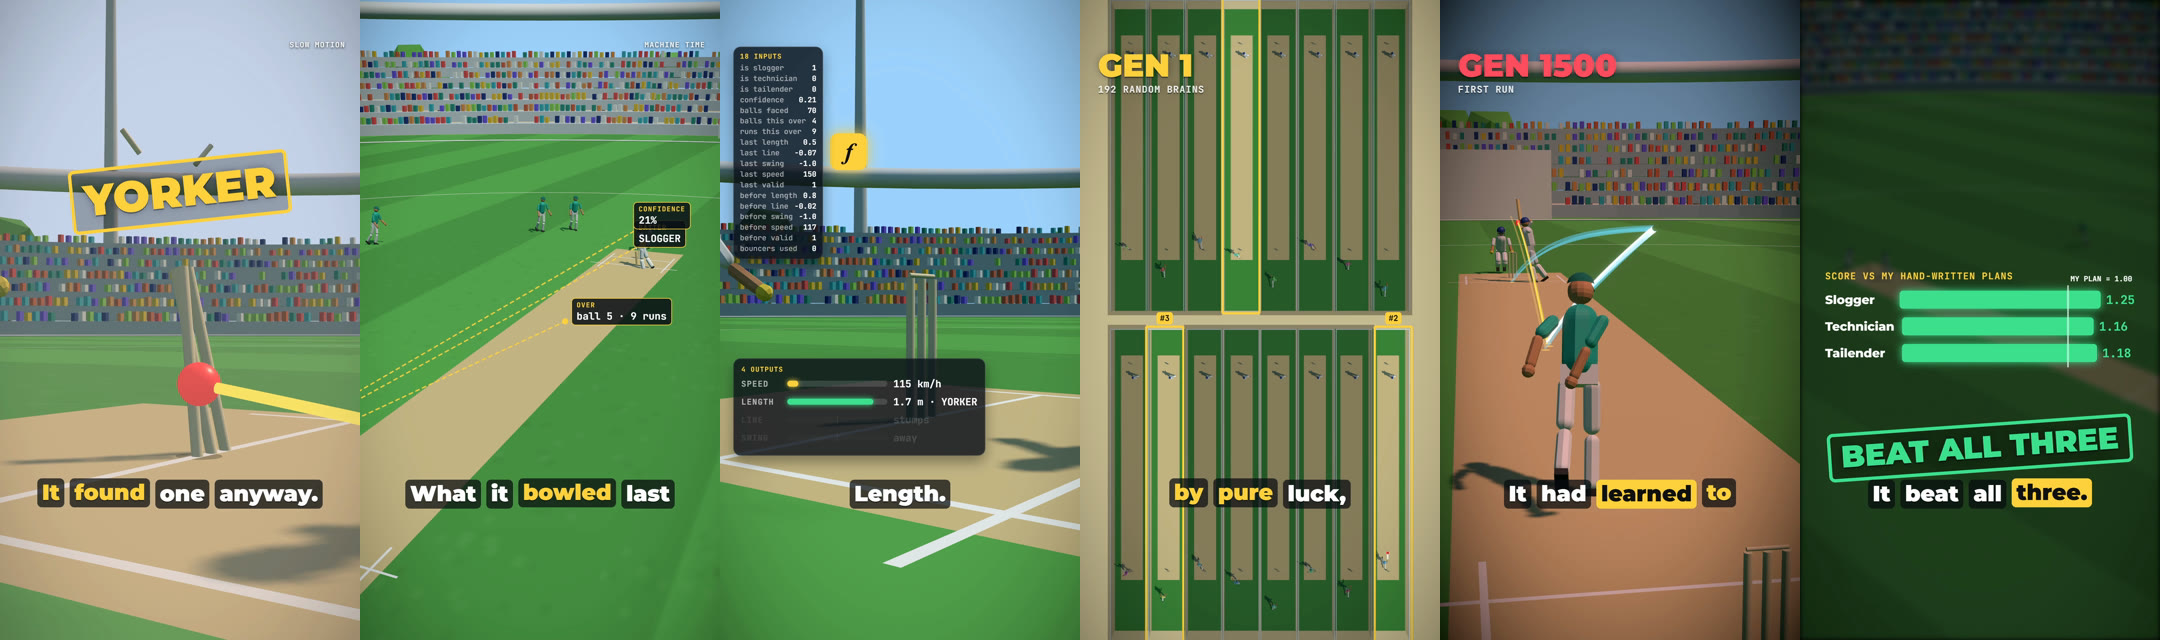 SLOW MOTION
YORKER
It found one anyway.
MACHINE TIME
CONFIDENCE
21%
SLOGGER
OVER
ball 5 · 9 runs
What it bowled last
18 INPUTS
is slogger 1
is technician 0
is tailender 0
confidence 0.21
balls faced 70
balls this over 4
runs this over 9
last length 0.5
last line -0.07
last swing -1.0
last speed 150
last valid 1
before length 0.8
before line -0.02
before swing -1.0
before speed 117
before valid 1
bouncers used 0
f
4 OUTPUTS
SPEED 115 km/h
LENGTH 1.7 m · YORKER
LINE stumps
SWING away
Length.
GEN 1
192 RANDOM BRAINS
#3
#2
by pure luck,
GEN 1500
FIRST RUN
It had learned to
SCORE VS MY HAND-WRITTEN PLANS
MY PLAN = 1.00
Slogger 1.25
Technician 1.16
Tailender 1.18
BEAT ALL THREE
It beat all three.